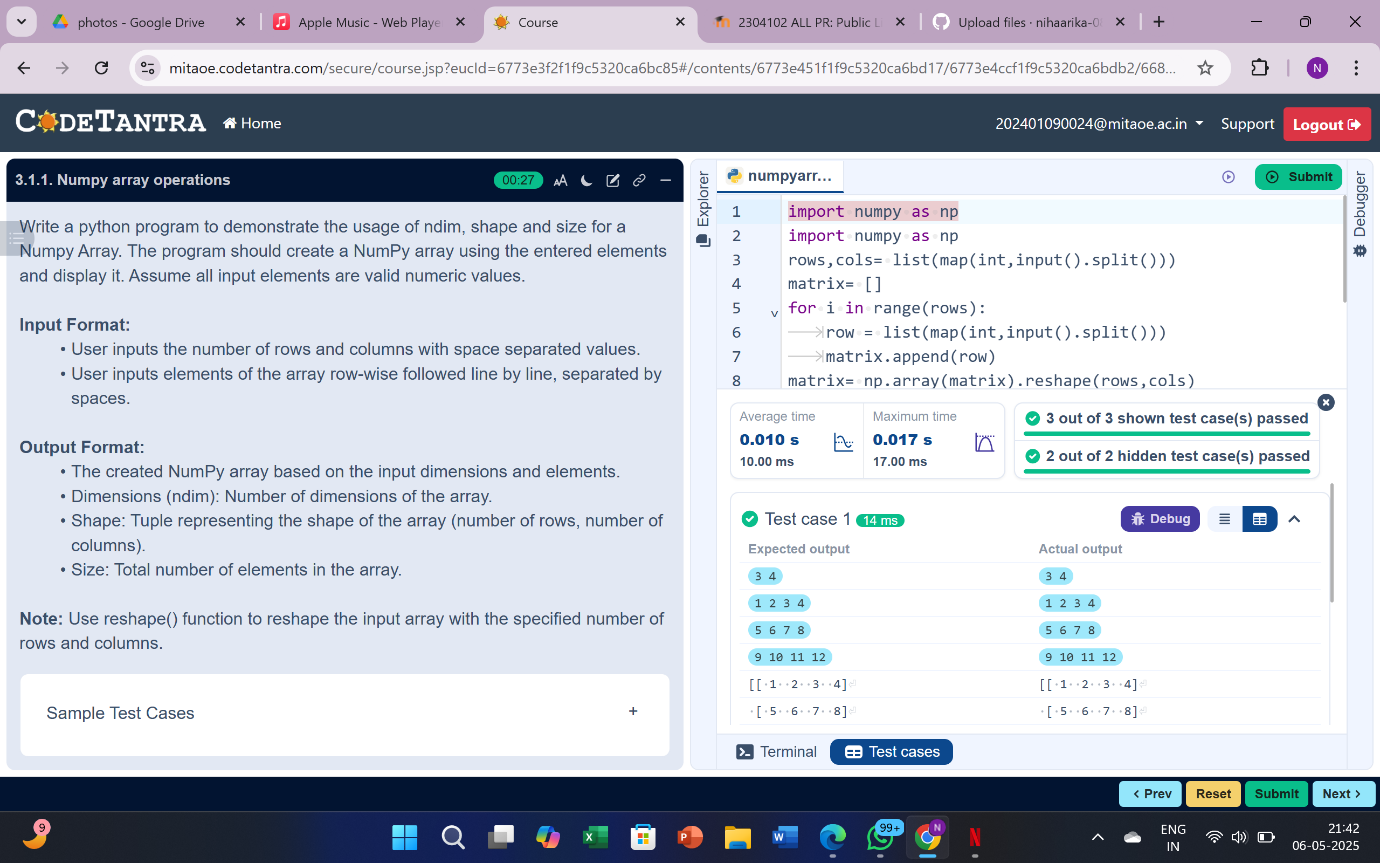 photos - Google Drive
Apple Music - Web Playe
Course
2304102 ALL PR: Public L
Upload files · nihaarika-0
mitaoe.codetantra.com/secure/course.jsp?eucId=6773e3f2f1f9c5320ca6bc85#/contents/6773e451f1f9c5320ca6bd17/6773e4ccf1f9c5320ca6bdb2/668...
N
CODETANTRA
Home
202401090024@mitaoe.ac.in
Support
Logout
3.1.1. Numpy array operations
00:27
AA
Write a python program to demonstrate the usage of ndim, shape and size for a
Numpy Array. The program should create a NumPy array using the entered elements
and display it. Assume all input elements are valid numeric values.
Input Format:
• User inputs the number of rows and columns with space separated values.
• User inputs elements of the array row-wise followed line by line, separated by
spaces.
Output Format:
• The created NumPy array based on the input dimensions and elements.
• Dimensions (ndim): Number of dimensions of the array.
• Shape: Tuple representing the shape of the array (number of rows, number of
columns).
• Size: Total number of elements in the array.
Note: Use reshape() function to reshape the input array with the specified number of
rows and columns.
Sample Test Cases
+
Explorer
numpyarr...
Submit
Debugger
1 import numpy as np
2 import numpy as np
3 rows,cols= list(map(int,input().split()))
4 matrix= []
5 for i in range(rows):
6 row = list(map(int,input().split()))
7 matrix.append(row)
8 matrix= np.array(matrix).reshape(rows,cols)
Average time
0.010 s
10.00 ms
Maximum time
0.017 s
17.00 ms
3 out of 3 shown test case(s) passed
2 out of 2 hidden test case(s) passed
Test case 1 14 ms
Debug
Expected output Actual output
3 4 3 4
1 2 3 4 1 2 3 4
5 6 7 8 5 6 7 8
9 10 11 12 9 10 11 12
[[·1··2··3··4] [[·1··2··3··4]
·[·5··6··7··8] ·[·5··6··7··8]
Terminal
Test cases
< Prev
Reset
Submit
Next >
9
99+
N
ENG
IN
21:42
06-05-2025